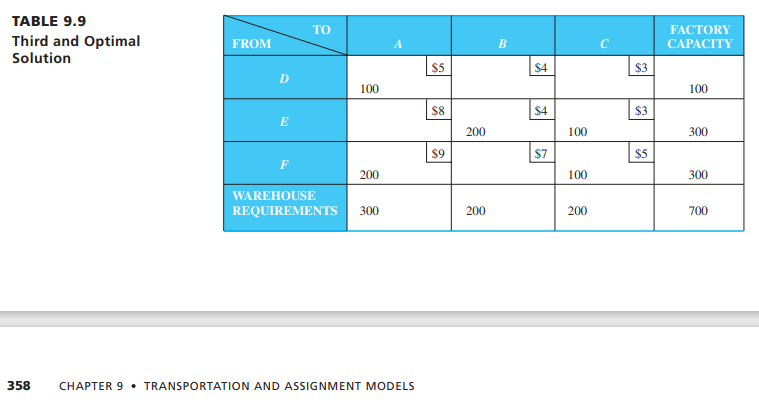 TABLE 9.9
Third and Optimal
Solution
TO
FROM
A
B
C
FACTORY
CAPACITY
D
$5
100
$4
$3
100
E
$8
$4
200
$3
100
300
F
$9
200
$7
$5
100
300
WAREHOUSE
REQUIREMENTS
300
200
200
700
358 CHAPTER 9 • TRANSPORTATION AND ASSIGNMENT MODELS